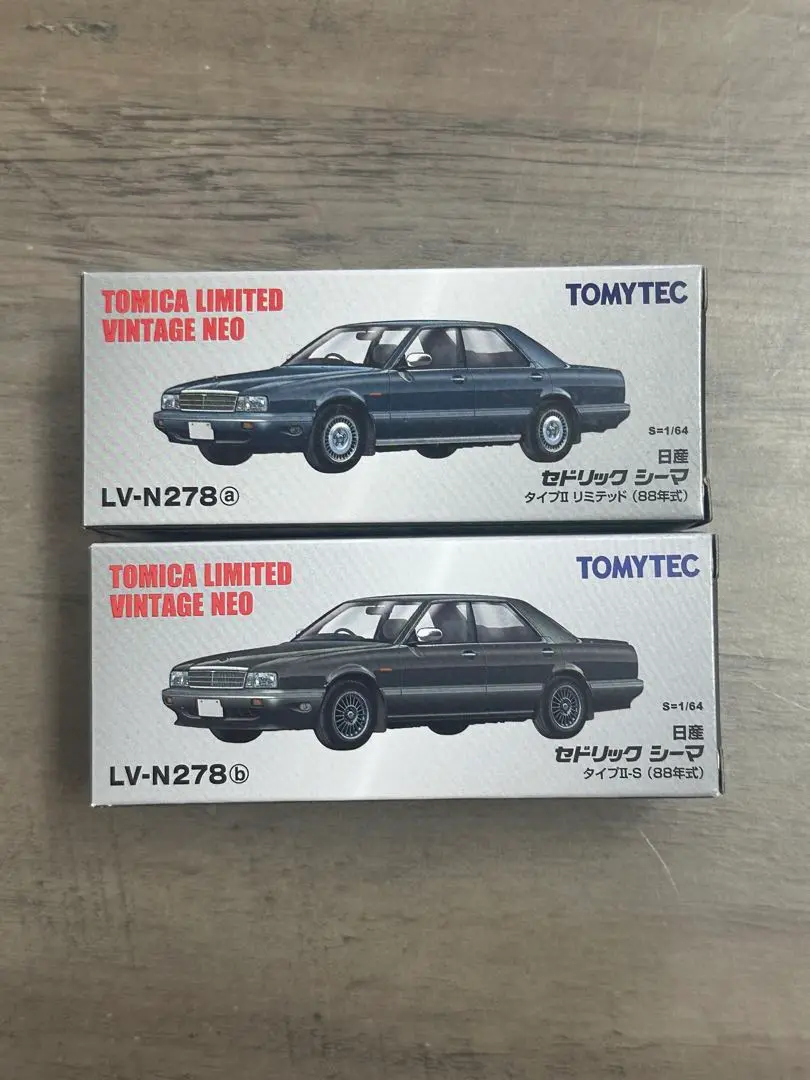 TOMICA LIMITED
VINTAGE NEO
TOMYTEC
S=1/64
日産
セドリック シーマ
タイプⅡ リミテッド（88年式）
LV-N278ⓐ
TOMICA LIMITED
VINTAGE NEO
TOMYTEC
S=1/64
日産
セドリック シーマ
タイプⅡ-S（88年式）
LV-N278ⓑ